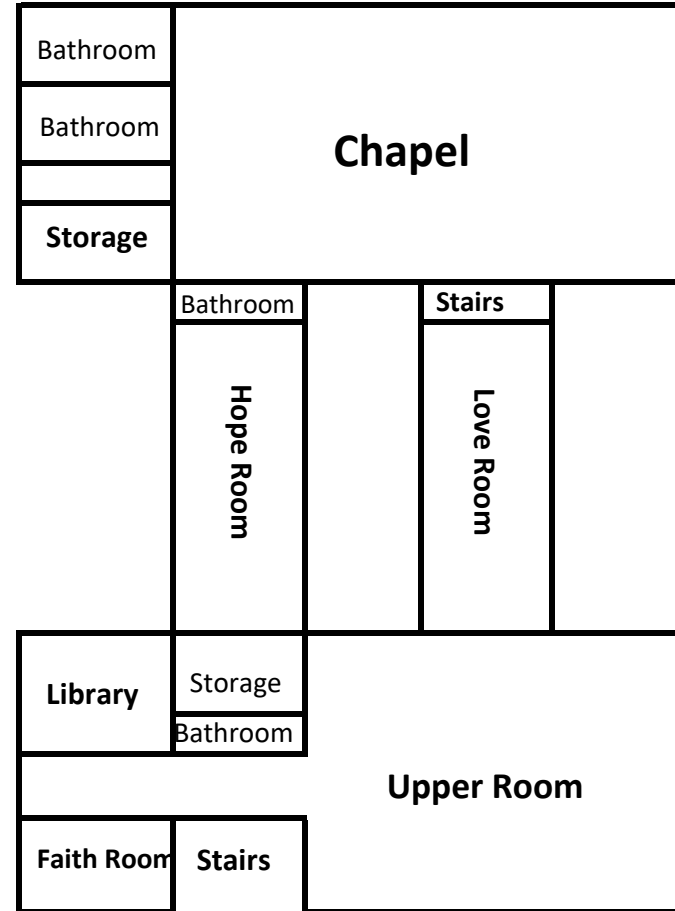 Bathroom
Bathroom
Chapel
Storage
Bathroom
Stairs
Hope Room
Love Room
Library
Storage
Bathroom
Upper Room
Faith Room
Stairs